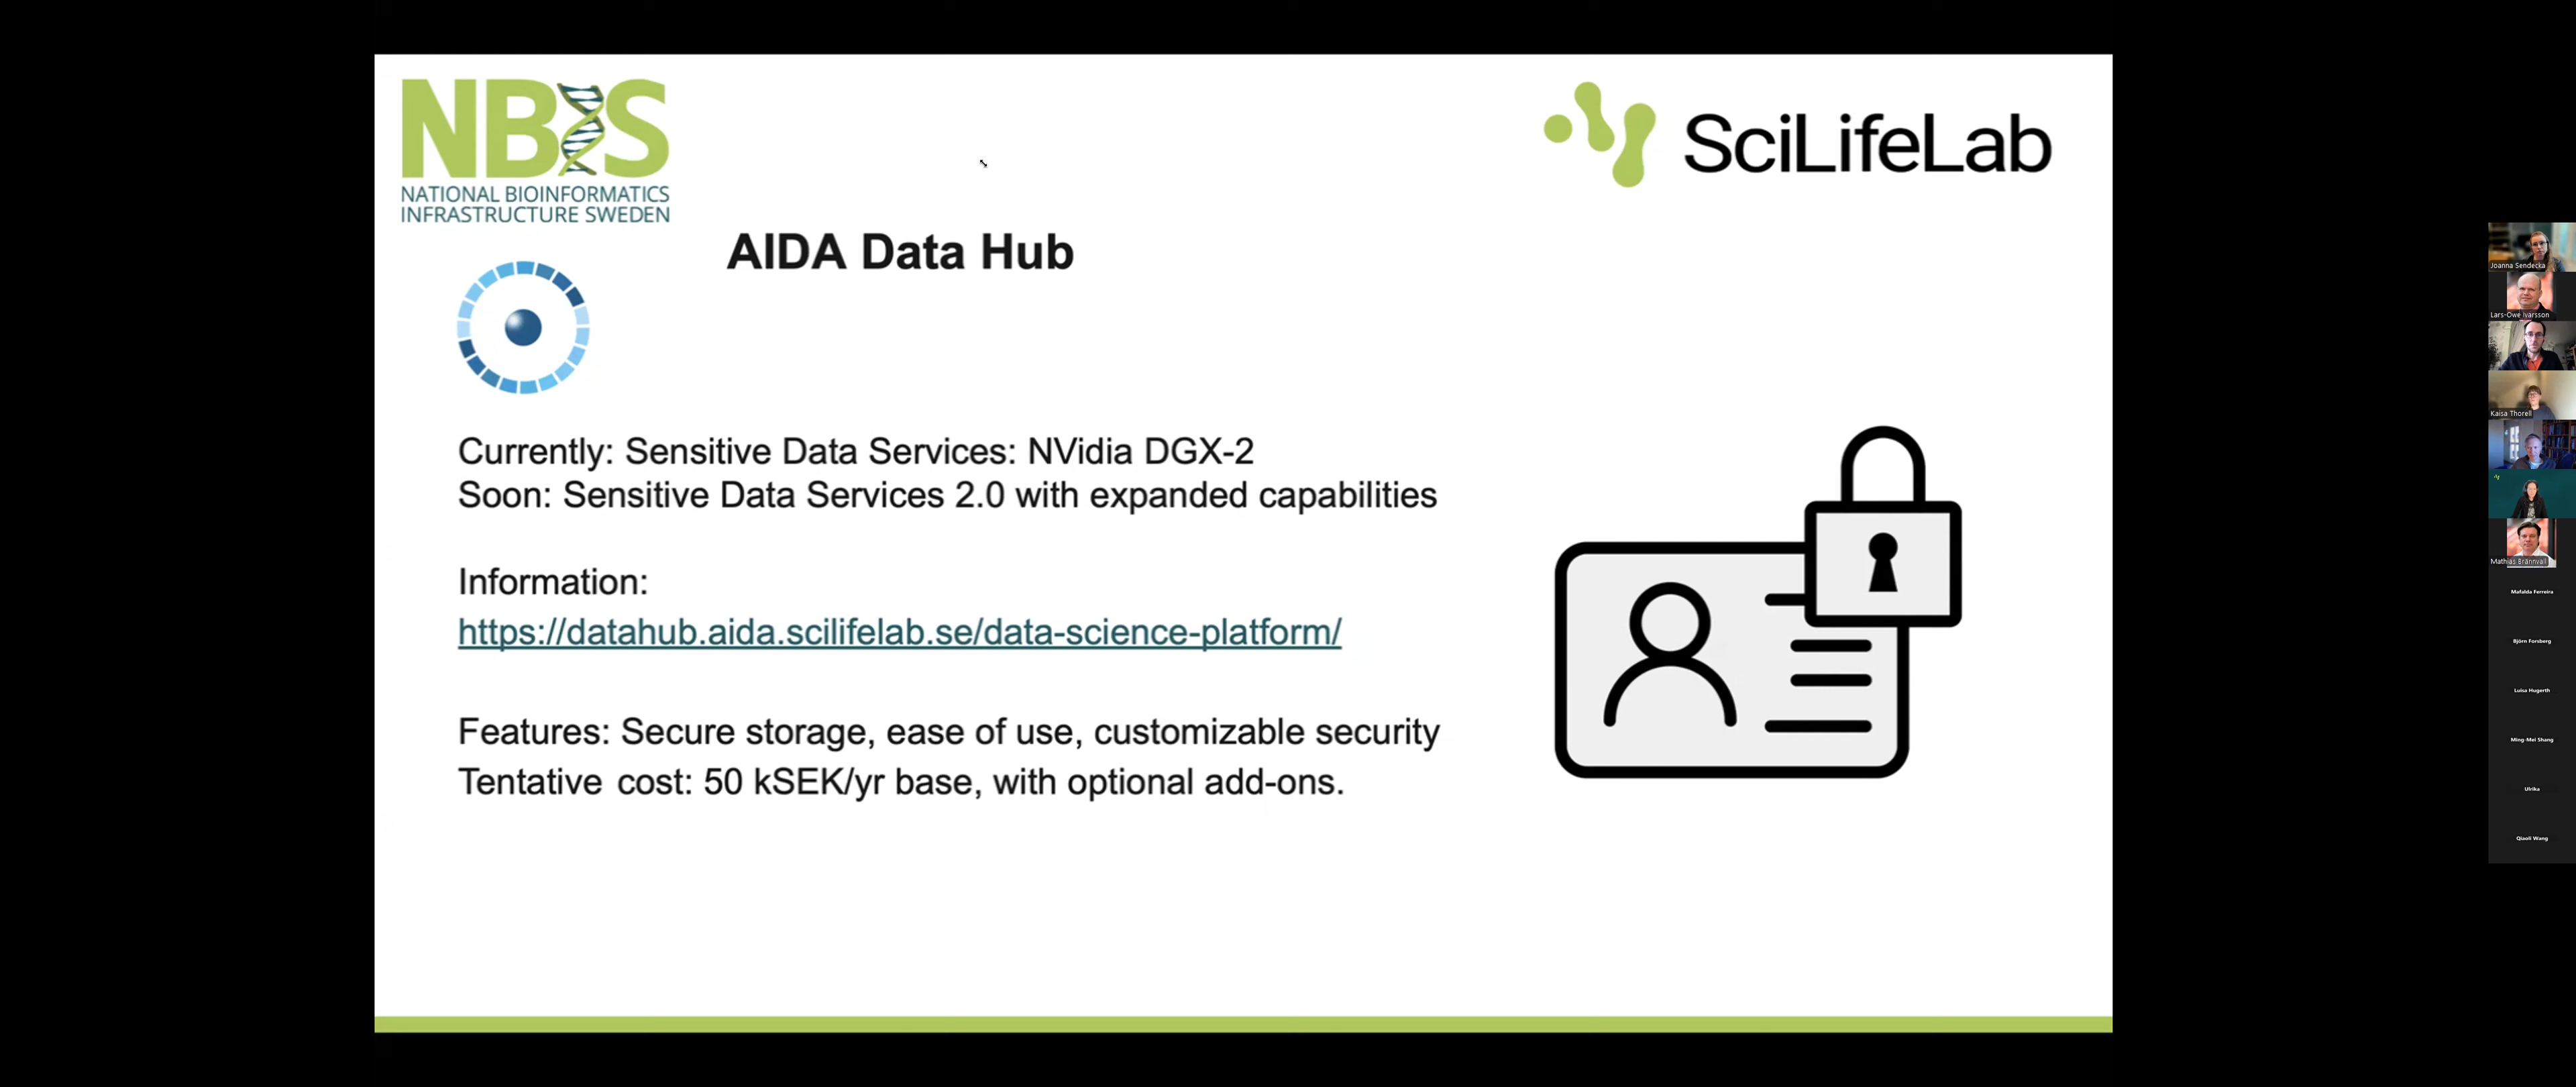 NBIS
NATIONAL BIOINFORMATICS
INFRASTRUCTURE SWEDEN
SciLifeLab
AIDA Data Hub
Currently: Sensitive Data Services: NVidia DGX-2
Soon: Sensitive Data Services 2.0 with expanded capabilities
Information:
https://datahub.aida.scilifelab.se/data-science-platform/
Features: Secure storage, ease of use, customizable security
Tentative cost: 50 kSEK/yr base, with optional add-ons.
Joanna Sendecka
Lars-Owe Ivarsson
Kaisa Thorell
Mathias Brännvall
Mafalda Ferreira
Björn Forsberg
Luisa Hugerth
Ming-Mei Shang
Ulrika
Qiaoli Wang